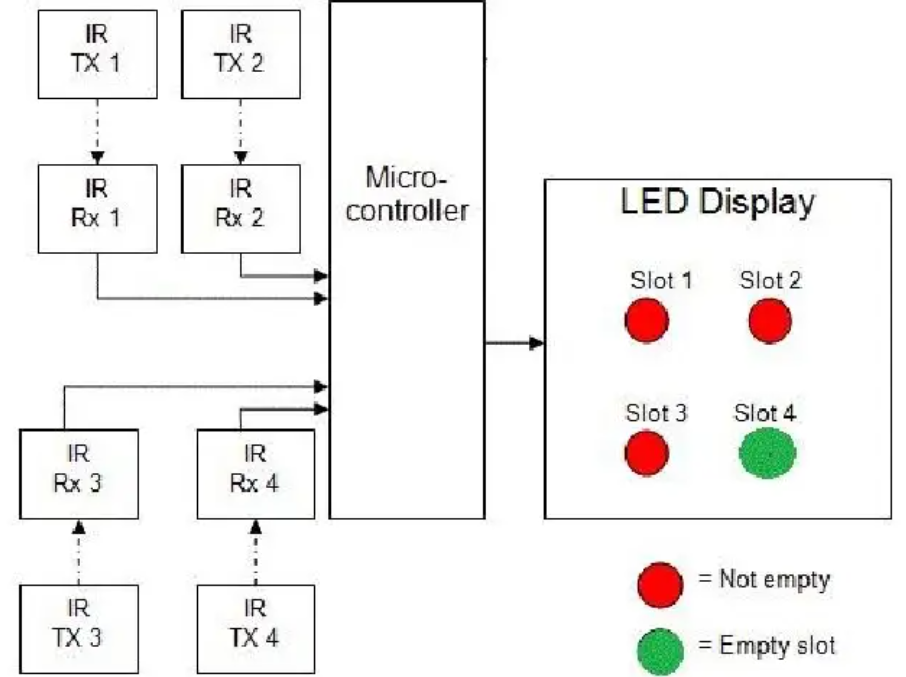 IR
TX 1
IR
TX 2
IR
Rx 1
IR
Rx 2
Micro-
controller
LED Display
Slot 1
Slot 2
Slot 3
Slot 4
IR
Rx 3
IR
Rx 4
IR
TX 3
IR
TX 4
= Not empty
= Empty slot